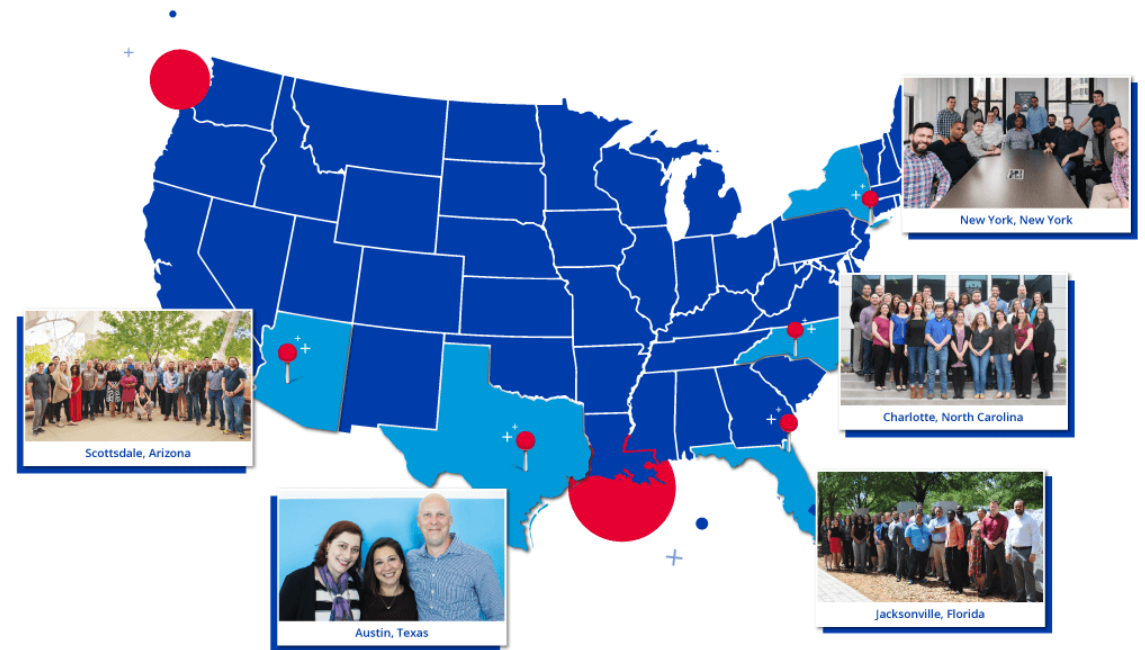 New York, New York
Charlotte, North Carolina
Scottsdale, Arizona
Jacksonville, Florida
Austin, Texas